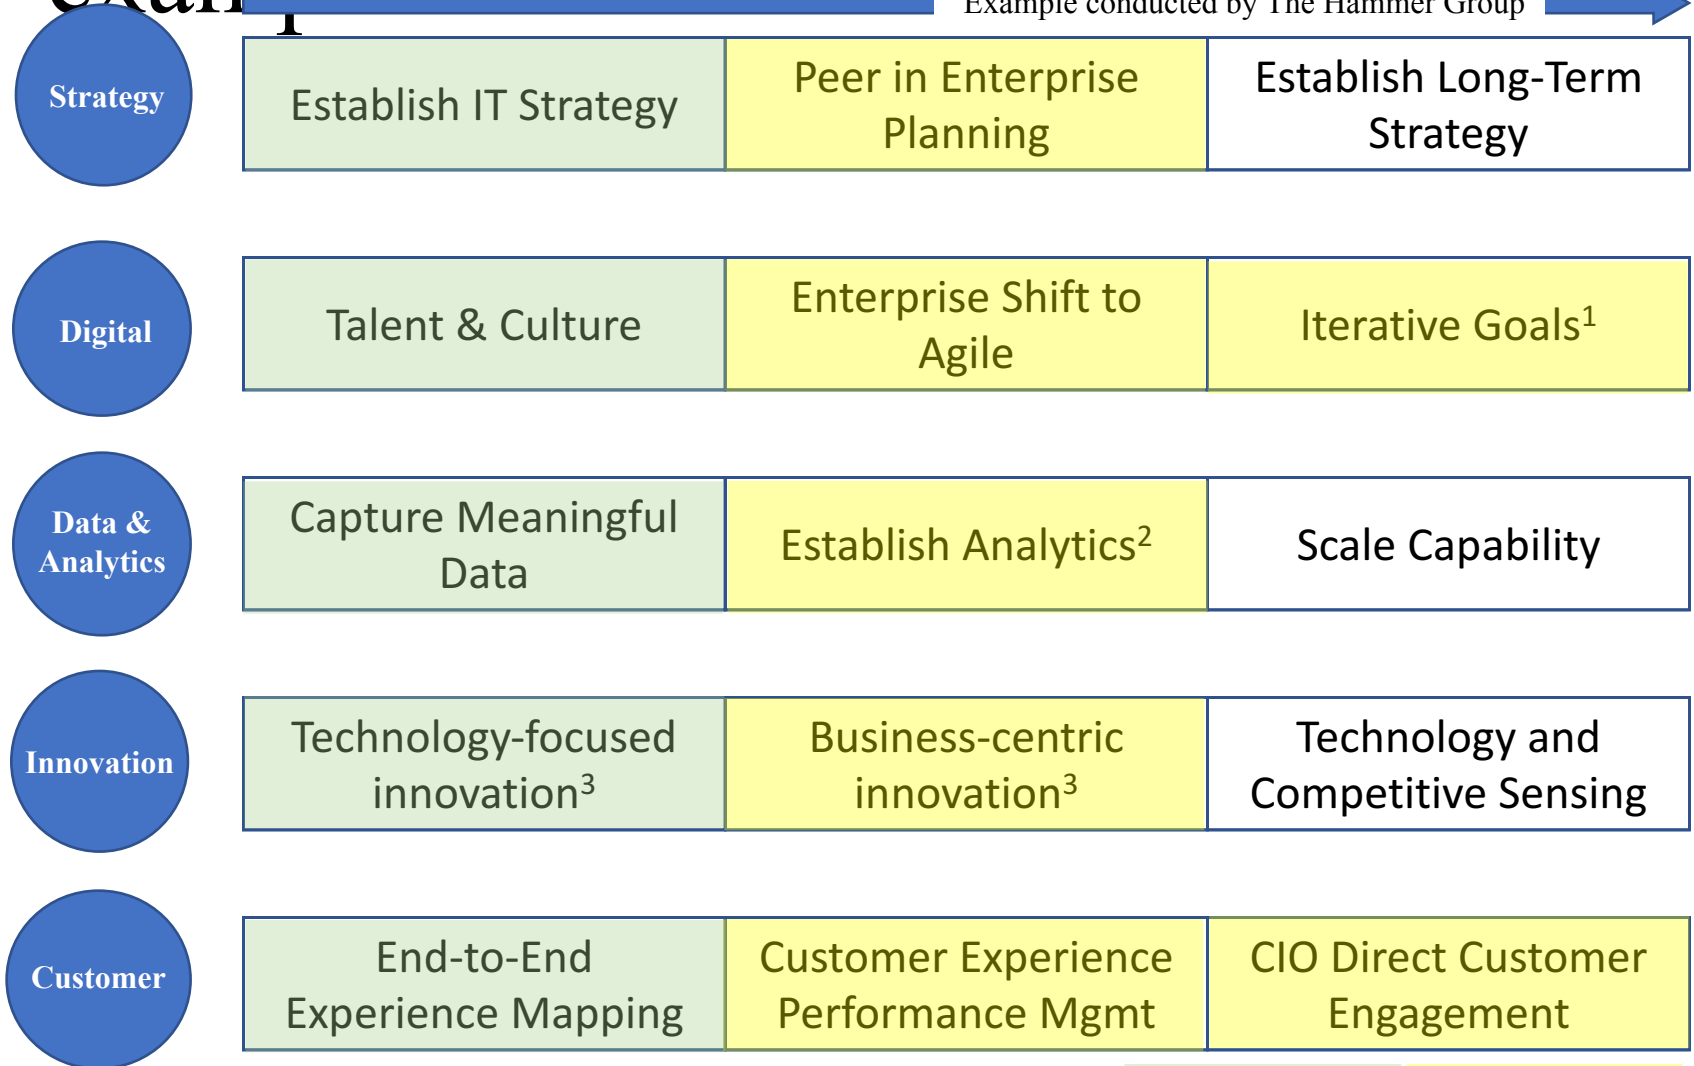 Example conducted by The Hammer Group
Strategy
Establish IT Strategy
Peer in Enterprise
Planning
Establish Long-Term
Strategy
Digital
Talent & Culture
Enterprise Shift to
Agile
Iterative Goals¹
Data &
Analytics
Capture Meaningful
Data
Establish Analytics²
Scale Capability
Innovation
Technology-focused
innovation³
Business-centric
innovation³
Technology and
Competitive Sensing
Customer
End-to-End
Experience Mapping
Customer Experience
Performance Mgmt
CIO Direct Customer
Engagement